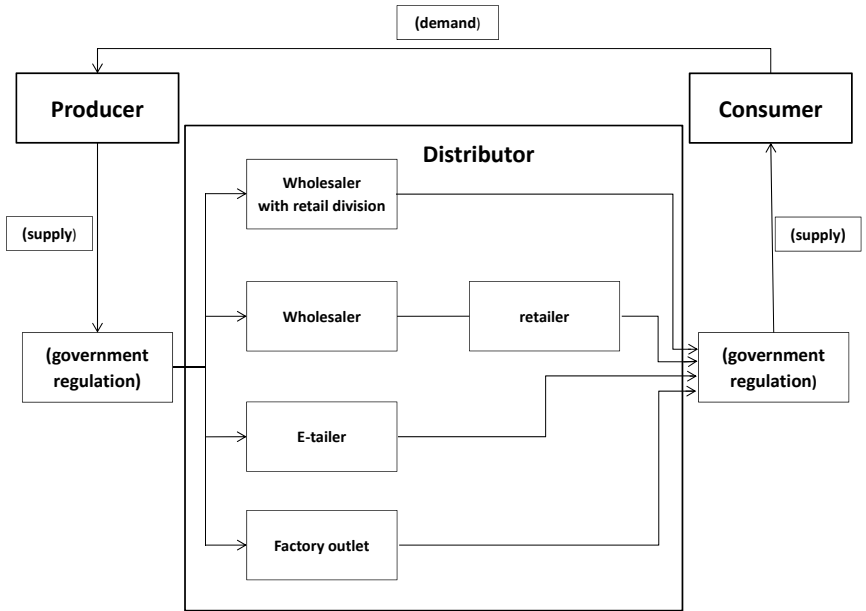 (demand)
Producer
Consumer
Distributor
Wholesaler
with retail division
(supply)
(supply)
Wholesaler
retailer
(government
regulation)
(government
regulation)
E-tailer
Factory outlet